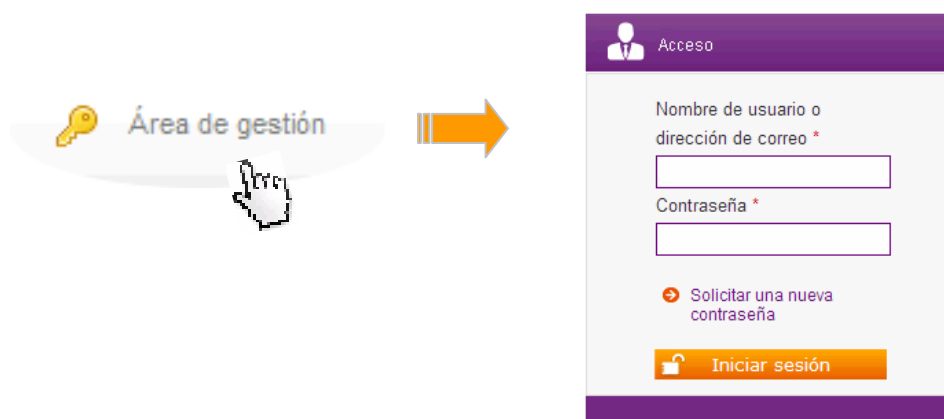 Área de gestión
Acceso
Nombre de usuario o
dirección de correo *
Contraseña *
Solicitar una nueva
contraseña
Iniciar sesión